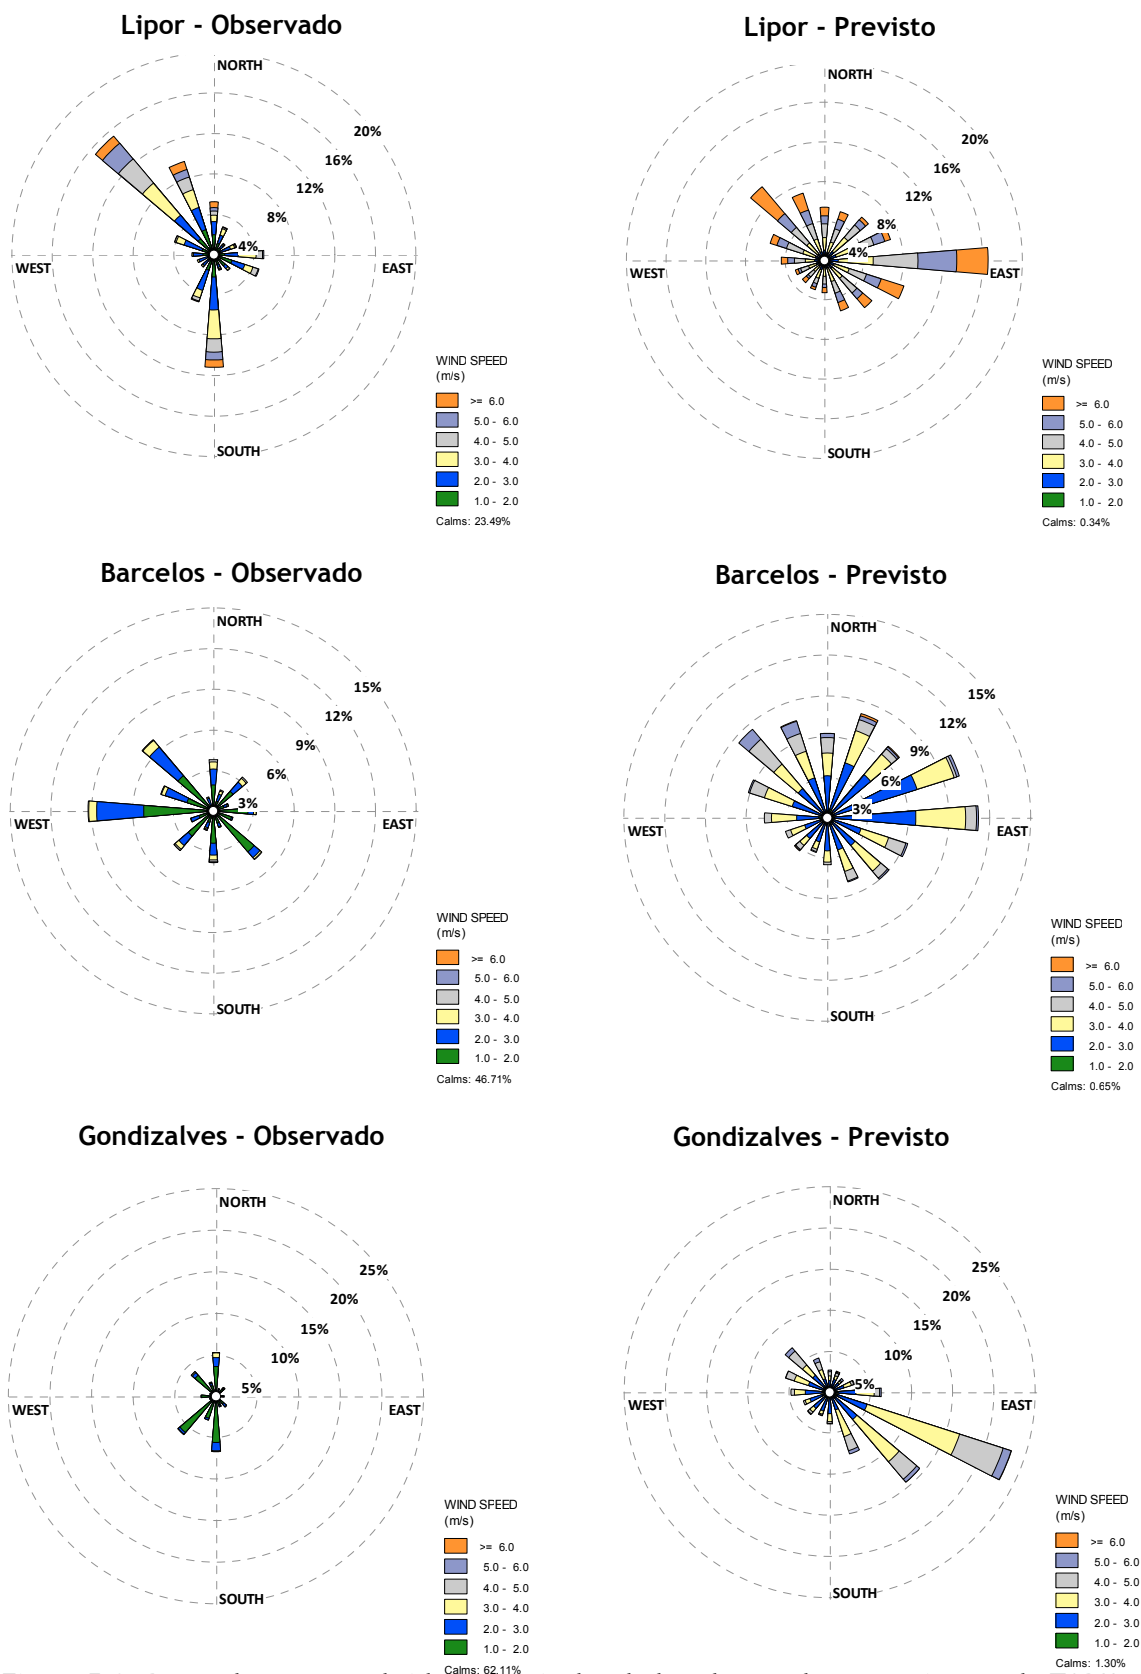 Lipor - Observado
NORTH
20%
16%
12%
8%
4%
WEST
EAST
SOUTH
WIND SPEED
(m/s)
>= 6.0
5.0 - 6.0
4.0 - 5.0
3.0 - 4.0
2.0 - 3.0
1.0 - 2.0
Calms: 23.49%
Lipor - Previsto
NORTH
20%
16%
12%
8%
4%
WEST
EAST
SOUTH
WIND SPEED
(m/s)
>= 6.0
5.0 - 6.0
4.0 - 5.0
3.0 - 4.0
2.0 - 3.0
1.0 - 2.0
Calms: 0.34%
Barcelos - Observado
NORTH
15%
12%
9%
6%
3%
WEST
EAST
SOUTH
WIND SPEED
(m/s)
>= 6.0
5.0 - 6.0
4.0 - 5.0
3.0 - 4.0
2.0 - 3.0
1.0 - 2.0
Calms: 46.71%
Barcelos - Previsto
NORTH
15%
12%
9%
6%
3%
WEST
EAST
SOUTH
WIND SPEED
(m/s)
>= 6.0
5.0 - 6.0
4.0 - 5.0
3.0 - 4.0
2.0 - 3.0
1.0 - 2.0
Calms: 0.65%
Gondizalves - Observado
NORTH
25%
20%
15%
10%
5%
WEST
EAST
SOUTH
WIND SPEED
(m/s)
>= 6.0
5.0 - 6.0
4.0 - 5.0
3.0 - 4.0
2.0 - 3.0
1.0 - 2.0
Calms: 62.11%
Gondizalves - Previsto
NORTH
25%
20%
15%
10%
5%
WEST
EAST
SOUTH
WIND SPEED
(m/s)
>= 6.0
5.0 - 6.0
4.0 - 5.0
3.0 - 4.0
2.0 - 3.0
1.0 - 2.0
Calms: 1.30%